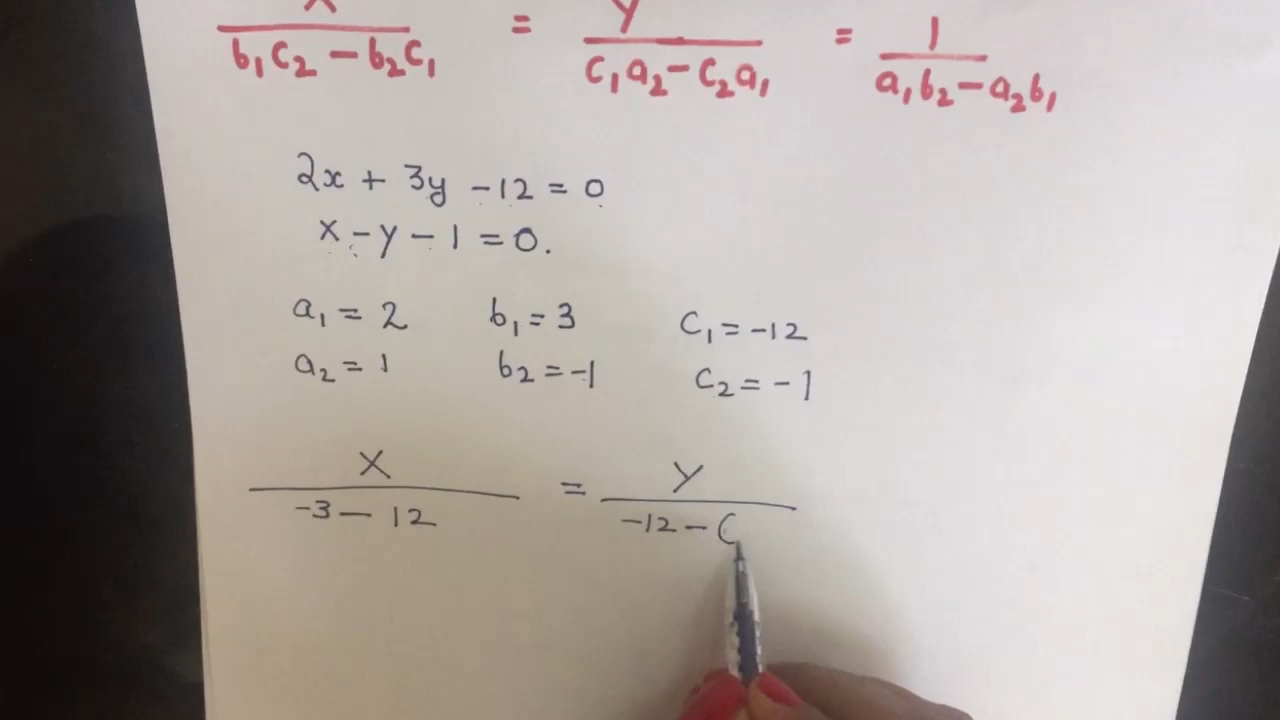 x = y = 1
b₁c₂ - b₂c₁ c₁a₂ - c₂a₁ a₁b₂ - a₂b₁
2x + 3y - 12 = 0
x - y - 1 = 0.
a₁ = 2 b₁ = 3 c₁ = -12
a₂ = 1 b₂ = -1 c₂ = -1
x = y
-3 - 12 -12 - (